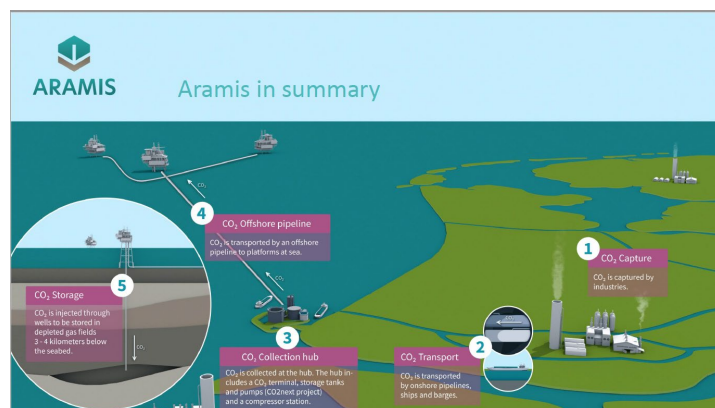 ARAMIS
Aramis in summary
1
CO₂ Capture
CO₂ is captured by
industries.
2
CO₂ Transport
CO₂ is transported
by onshore pipelines,
ships and barges.
3
CO₂ Collection hub
CO₂ is collected at the hub. The hub in-
cludes a CO₂ terminal, storage tanks
and pumps (CO2next project)
and a compressor station.
4
CO₂ Offshore pipeline
CO₂ is transported by an offshore
pipeline to platforms at sea.
CO₂
CO₂
5
CO₂ Storage
CO₂ is injected through
wells to be stored in
depleted gas fields
3 - 4 kilometers below
the seabed.
CO₂